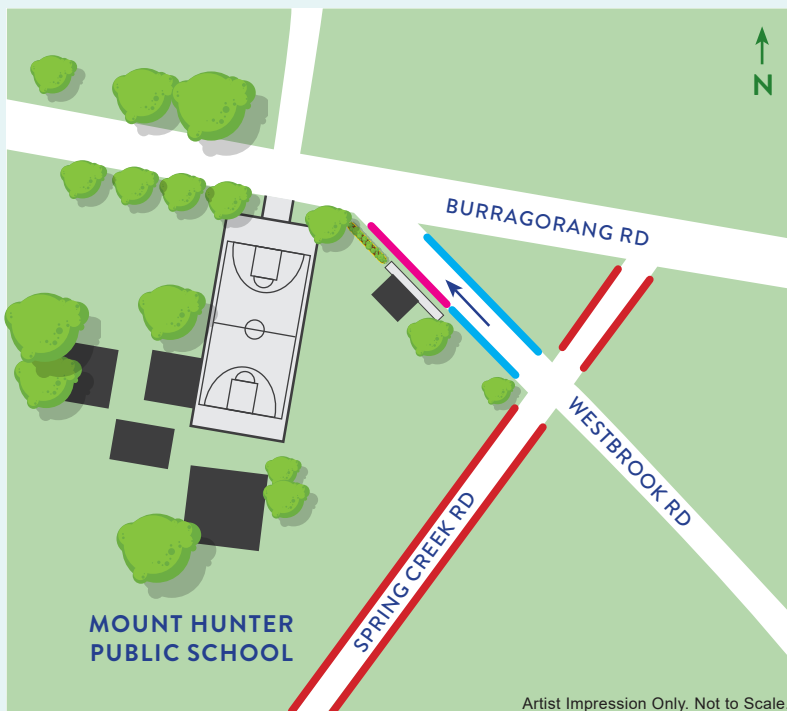 N
BURRAGORANG RD
WESTBROOK RD
SPRING CREEK RD
MOUNT HUNTER
PUBLIC SCHOOL
Artist Impression Only. Not to Scale.